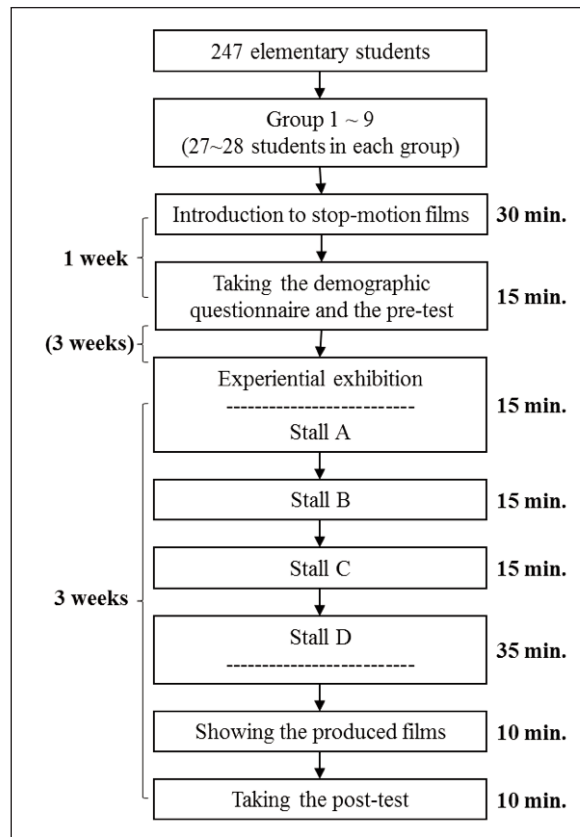 247 elementary students
Group 1 ~ 9
(27~28 students in each group)
Introduction to stop-motion films
30 min.
1 week
Taking the demographic
questionnaire and the pre-test
15 min.
(3 weeks)
Experiential exhibition
---------------------------
Stall A
15 min.
Stall B
15 min.
Stall C
15 min.
3 weeks
Stall D
---------------------------
35 min.
Showing the produced films
10 min.
Taking the post-test
10 min.